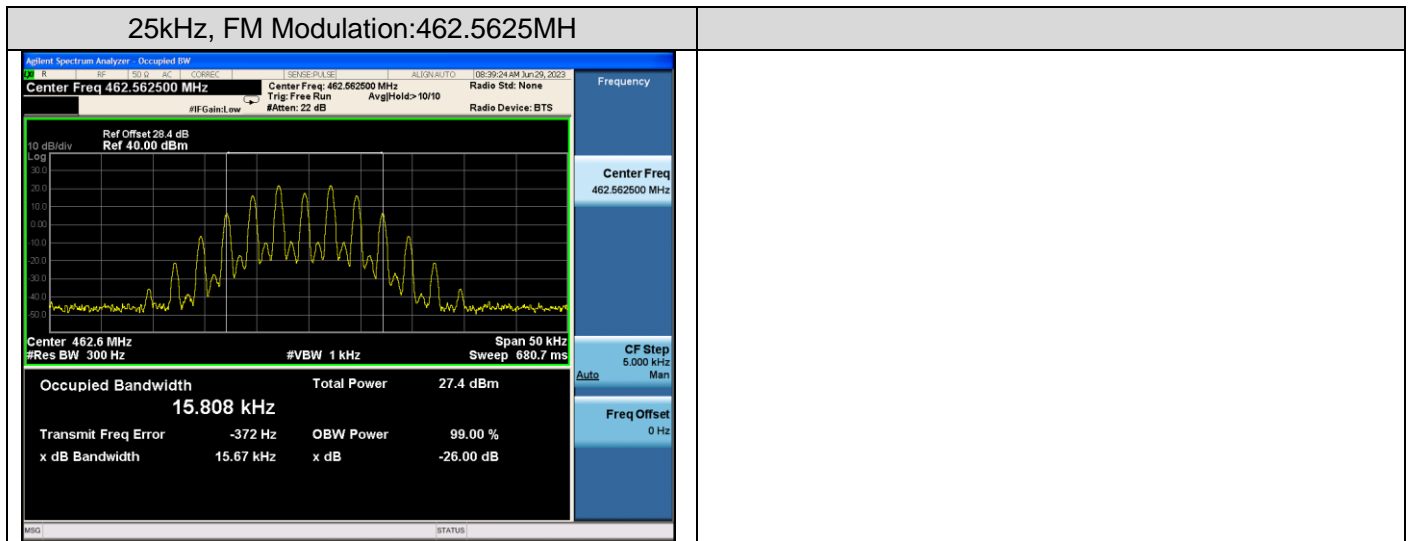 25kHz, FM Modulation:462.5625MH
Agilent Spectrum Analyzer - Occupied BW
R RF 50 Ω AC CORREC SENSE:PULSE ALIGNAUTO 08:39:24 AM Jun 29, 2023
Center Freq 462.562500 MHz Center Freq: 462.562500 MHz Radio Std: None Frequency
Trig: Free Run Avg|Hold:>10/10
#IFGain:Low #Atten: 22 dB Radio Device: BTS
Ref Offset 28.4 dB
10 dB/div Ref 40.00 dBm
Log
30.0
20.0
10.0
0.00
-10.0
-20.0
-30.0
-40.0
-50.0
Center Freq
462.562500 MHz
Center 462.6 MHz Span 50 kHz
#Res BW 300 Hz #VBW 1 kHz Sweep 680.7 ms
CF Step
5.000 kHz
Auto Man
Occupied Bandwidth Total Power 27.4 dBm
15.808 kHz
Transmit Freq Error -372 Hz OBW Power 99.00 %
x dB Bandwidth 15.67 kHz x dB -26.00 dB
Freq Offset
0 Hz
MSG STATUS